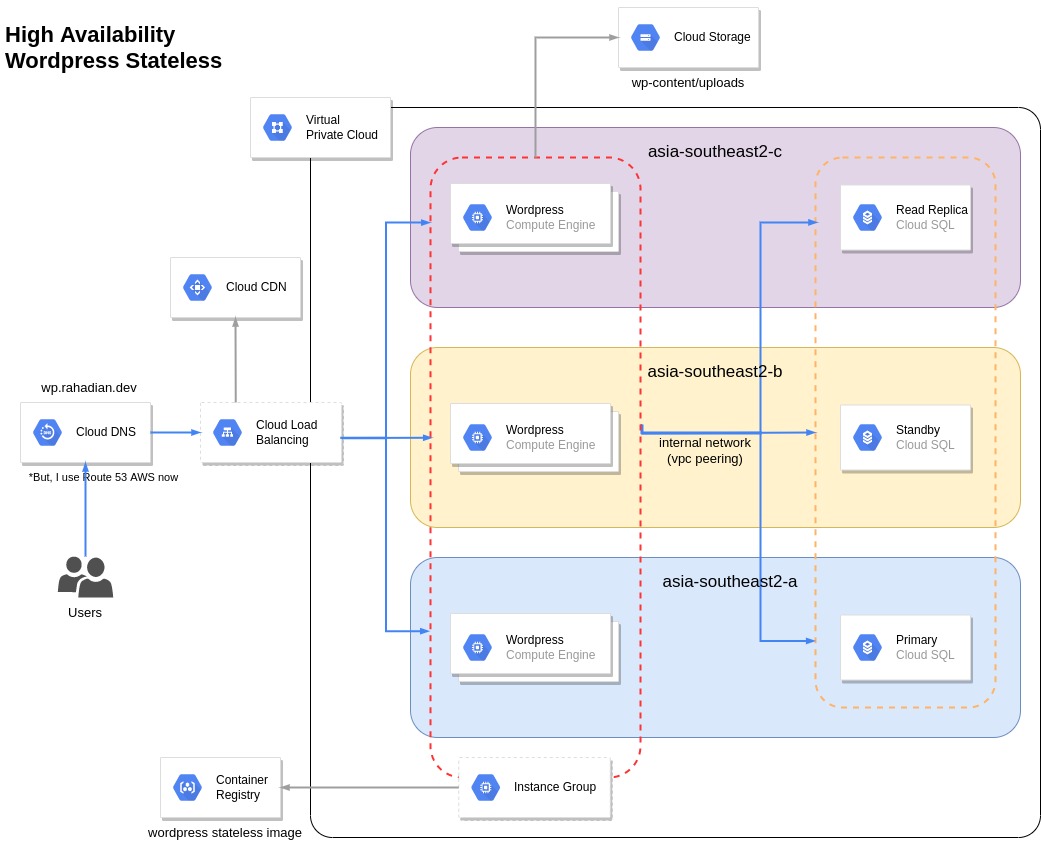 High Availability
Wordpress Stateless
Cloud Storage
wp-content/uploads
Virtual
Private Cloud
asia-southeast2-c
Wordpress
Compute Engine
Read Replica
Cloud SQL
Cloud CDN
asia-southeast2-b
wp.rahadian.dev
Cloud DNS
*But, I use Route 53 AWS now
Cloud Load
Balancing
Wordpress
Compute Engine
internal network
(vpc peering)
Standby
Cloud SQL
Users
asia-southeast2-a
Wordpress
Compute Engine
Primary
Cloud SQL
Container
Registry
wordpress stateless image
Instance Group